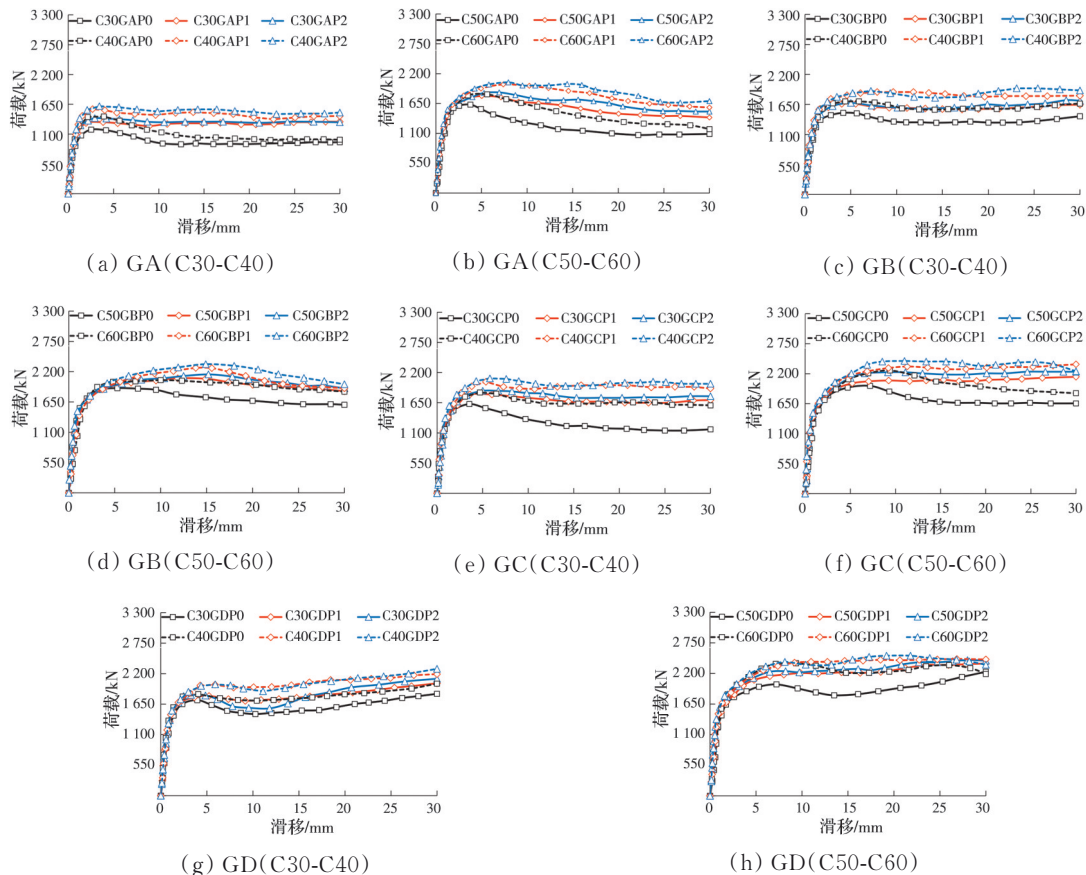 3 300 C30GAP0 C30GAP1 C30GAP2
2 750 C40GAP0 C40GAP1 C40GAP2
2 200
1 650
1 100
550
荷载/kN
0 5 10 15 20 25 30
滑移/mm
(a) GA(C30-C40)
3 300 C50GAP0 C50GAP1 C50GAP2
2 750 C60GAP0 C60GAP1 C60GAP2
2 200
1 650
1 100
550
荷载/kN
0 5 10 15 20 25 30
滑移/mm
(b) GA(C50-C60)
3 300 C30GBP0 C30GBP1 C30GBP2
2 750 C40GBP0 C40GBP1 C40GBP2
2 200
1 650
1 100
550
荷载/kN
0 5 10 15 20 25 30
滑移/mm
(c) GB(C30-C40)
3 300 C50GBP0 C50GBP1 C50GBP2
2 750 C60GBP0 C60GBP1 C60GBP2
2 200
1 650
1 100
550
荷载/kN
0 5 10 15 20 25 30
滑移/mm
(d) GB(C50-C60)
3 300 C30GCP0 C30GCP1 C30GCP2
2 750 C40GCP0 C40GCP1 C40GCP2
2 200
1 650
1 100
550
荷载/kN
0 5 10 15 20 25 30
滑移/mm
(e) GC(C30-C40)
3 300 C50GCP0 C50GCP1 C50GCP2
2 750 C60GCP0 C60GCP1 C60GCP2
2 200
1 650
1 100
550
荷载/kN
0 5 10 15 20 25 30
滑移/mm
(f) GC(C50-C60)
3 300 C30GDP0 C30GDP1 C30GDP2
2 750 C40GDP0 C40GDP1 C40GDP2
2 200
1 650
1 100
550
荷载/kN
0 5 10 15 20 25 30
滑移/mm
(g) GD(C30-C40)
3 300 C50GDP0 C50GDP1 C50GDP2
2 750 C60GDP0 C60GDP1 C60GDP2
2 200
1 650
1 100
550
荷载/kN
0 5 10 15 20 25 30
滑移/mm
(h) GD(C50-C60)